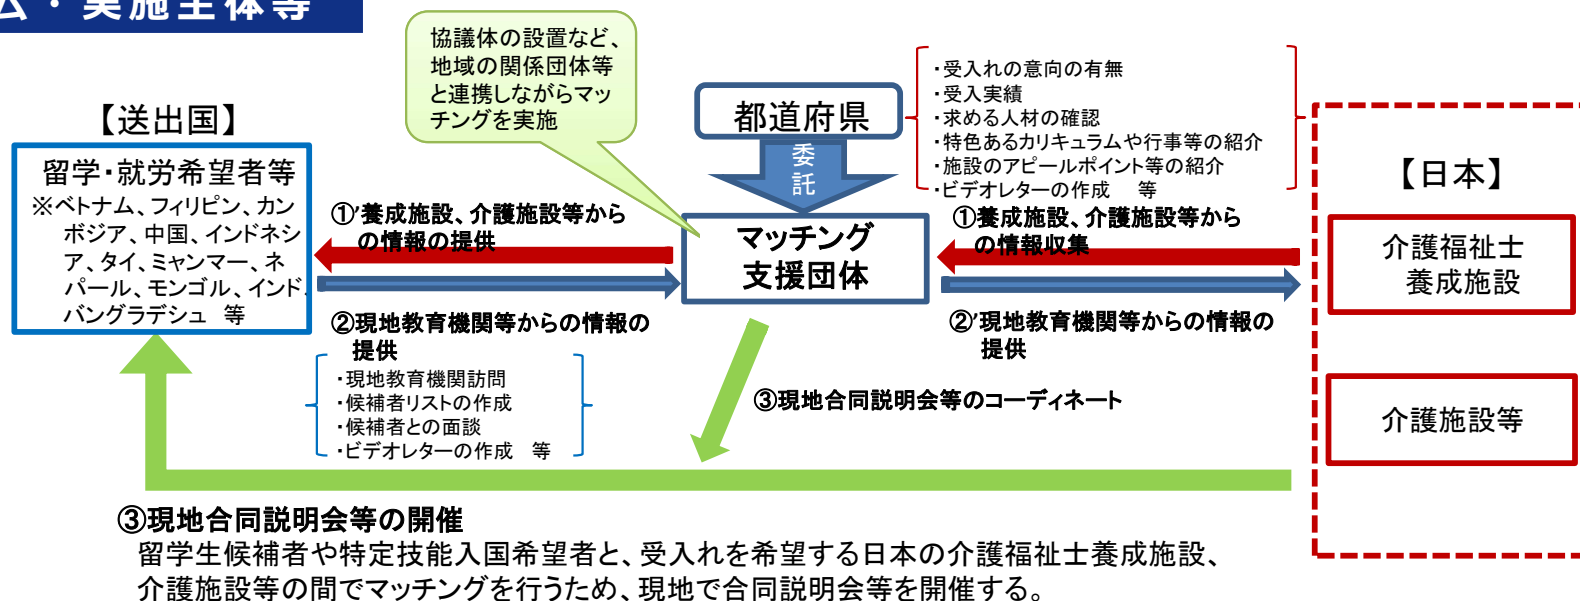 ム・実施主体等
協議体の設置など、
地域の関係団体等
と連携しながらマッ
チングを実施
都道府県
委
託
・受入れの意向の有無
・受入実績
・求める人材の確認
・特色あるカリキュラムや行事等の紹介
・施設のアピールポイント等の紹介
・ビデオレターの作成　等
【送出国】
留学・就労希望者等
※ベトナム、フィリピン、カン
ボジア、中国、インドネシ
ア、タイ、ミャンマー、ネ
パール、モンゴル、インド、
バングラデシュ　等
①’養成施設、介護施設等から
の情報の提供
マッチング
支援団体
①養成施設、介護施設等から
の情報収集
【日本】
介護福祉士
養成施設
介護施設等
②現地教育機関等からの情報の
提供
・現地教育機関訪問
・候補者リストの作成
・候補者との面談
・ビデオレターの作成　等
②’現地教育機関等からの情報の
提供
③現地合同説明会等のコーディネート
③現地合同説明会等の開催
留学生候補者や特定技能入国希望者と、受入れを希望する日本の介護福祉士養成施設、
介護施設等の間でマッチングを行うため、現地で合同説明会等を開催する。